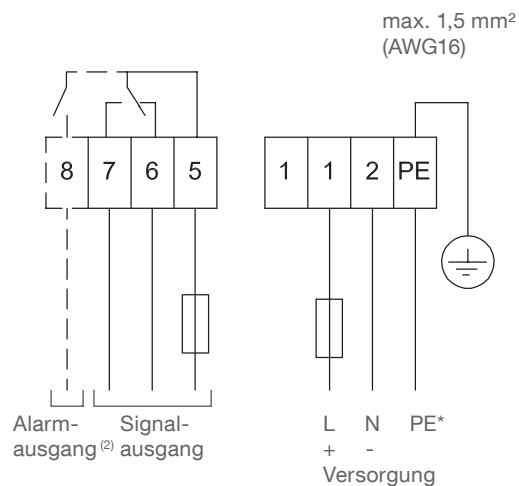 max. 1,5 mm²
(AWG16)
8 7 6 5 1 1 2 PE
Alarm- Signal- L N PE*
ausgang (2) ausgang + -
Versorgung